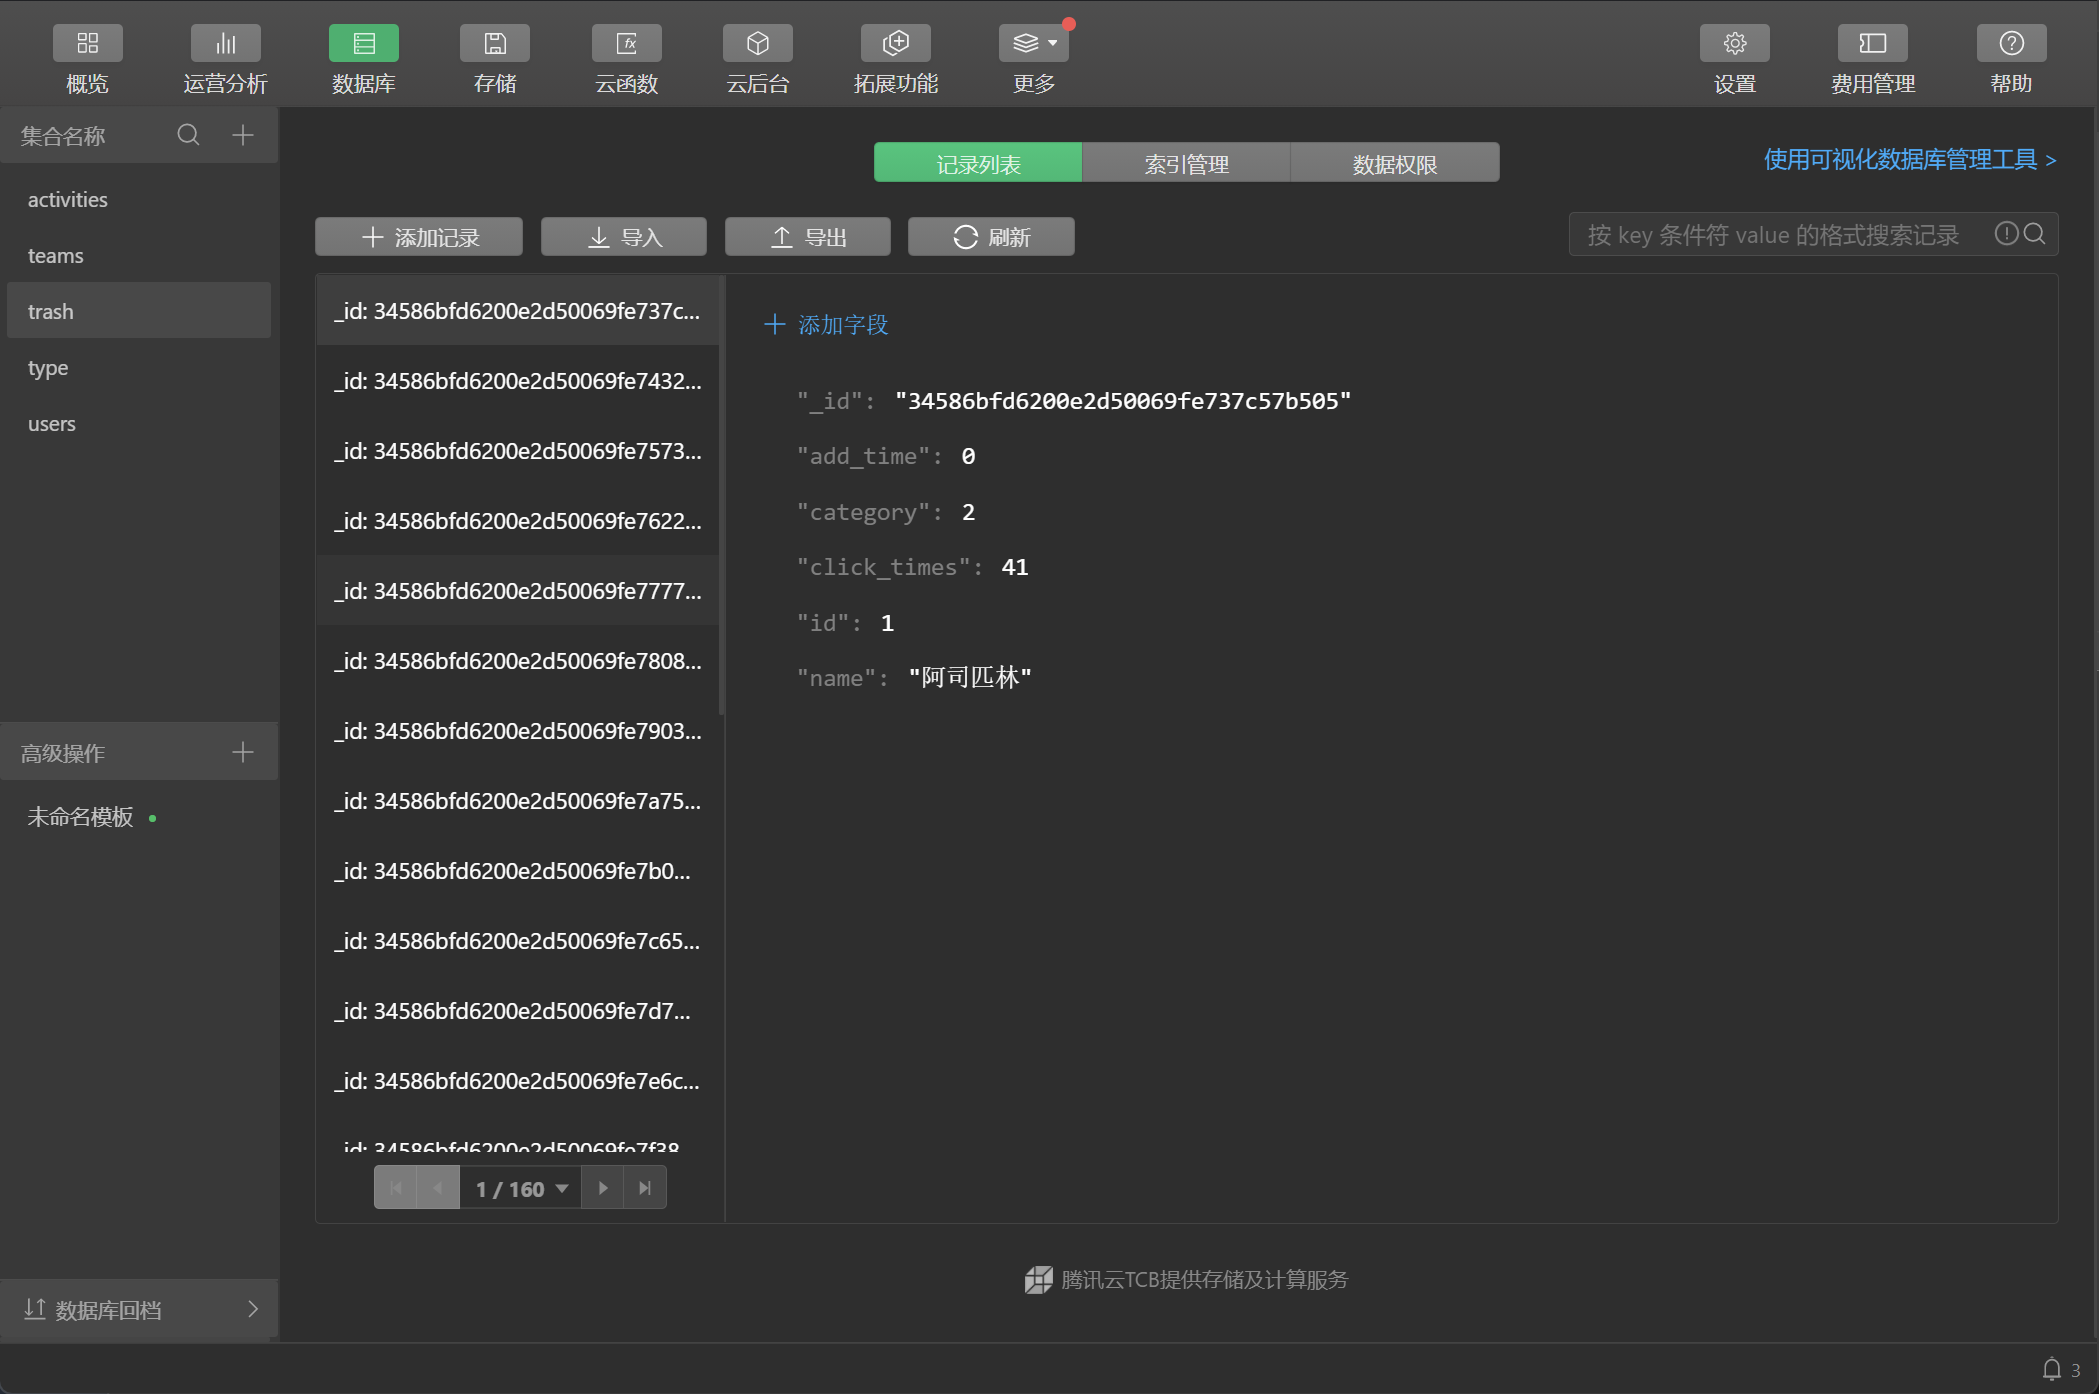 概览
运营分析
数据库
存储
云函数
云后台
拓展功能
更多
设置
费用管理
帮助
集合名称
activities
teams
trash
type
users
高级操作
未命名模板
数据库回档
记录列表
索引管理
数据权限
使用可视化数据库管理工具 >
添加记录
导入
导出
刷新
按 key 条件符 value 的格式搜索记录
_id: 34586bfd6200e2d50069fe737c...
_id: 34586bfd6200e2d50069fe7432...
_id: 34586bfd6200e2d50069fe7573...
_id: 34586bfd6200e2d50069fe7622...
_id: 34586bfd6200e2d50069fe7777...
_id: 34586bfd6200e2d50069fe7808...
_id: 34586bfd6200e2d50069fe7903...
_id: 34586bfd6200e2d50069fe7a75...
_id: 34586bfd6200e2d50069fe7b0...
_id: 34586bfd6200e2d50069fe7c65...
_id: 34586bfd6200e2d50069fe7d7...
_id: 34586bfd6200e2d50069fe7e6c...
_id: 34586bfd6200e2d50069fe7f38
1 / 160
添加字段
"_id": "34586bfd6200e2d50069fe737c57b505"
"add_time": 0
"category": 2
"click_times": 41
"id": 1
"name": "阿司匹林"
腾讯云TCB提供存储及计算服务
3